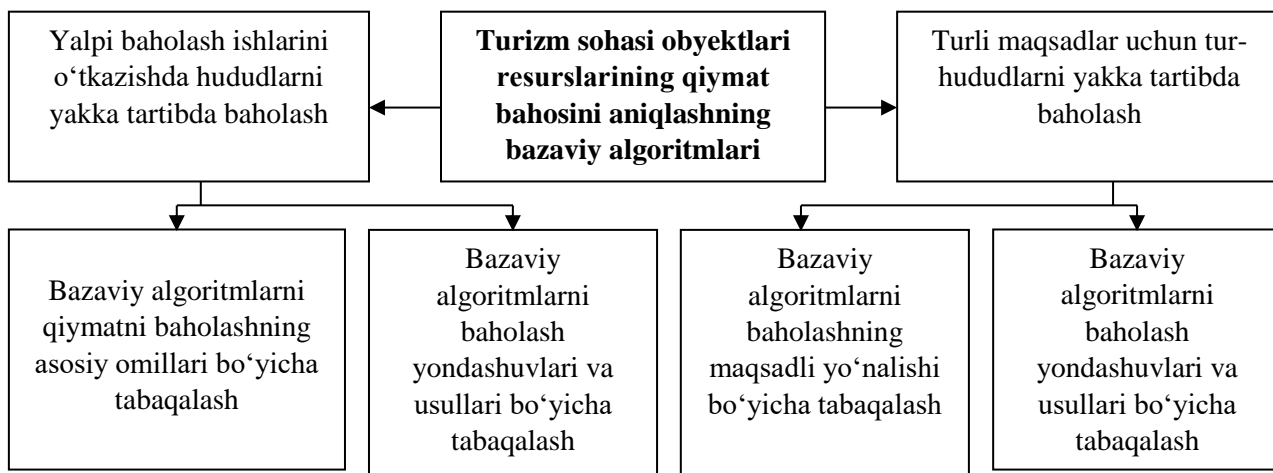 Yalpi baholash ishlarini
o‘tkazishda hududlarni
yakka tartibda baholash
Turizm sohasi obyektlari
resurslarining qiymat
bahosini aniqlashning
bazaviy algoritmlari
Turli maqsadlar uchun tur-
hududlarni yakka tartibda
baholash
Bazaviy algoritmlarni
qiymatni baholashning
asosiy omillari bo‘yicha
tabaqalash
Bazaviy
algoritmlarni
baholash
yondashuvlari va
usullari bo‘yicha
tabaqalash
Bazaviy
algoritmlarni
baholashning
maqsadli yo‘nalishi
bo‘yicha tabaqalash
Bazaviy
algoritmlarni
baholash
yondashuvlari va
usullari bo‘yicha
tabaqalash